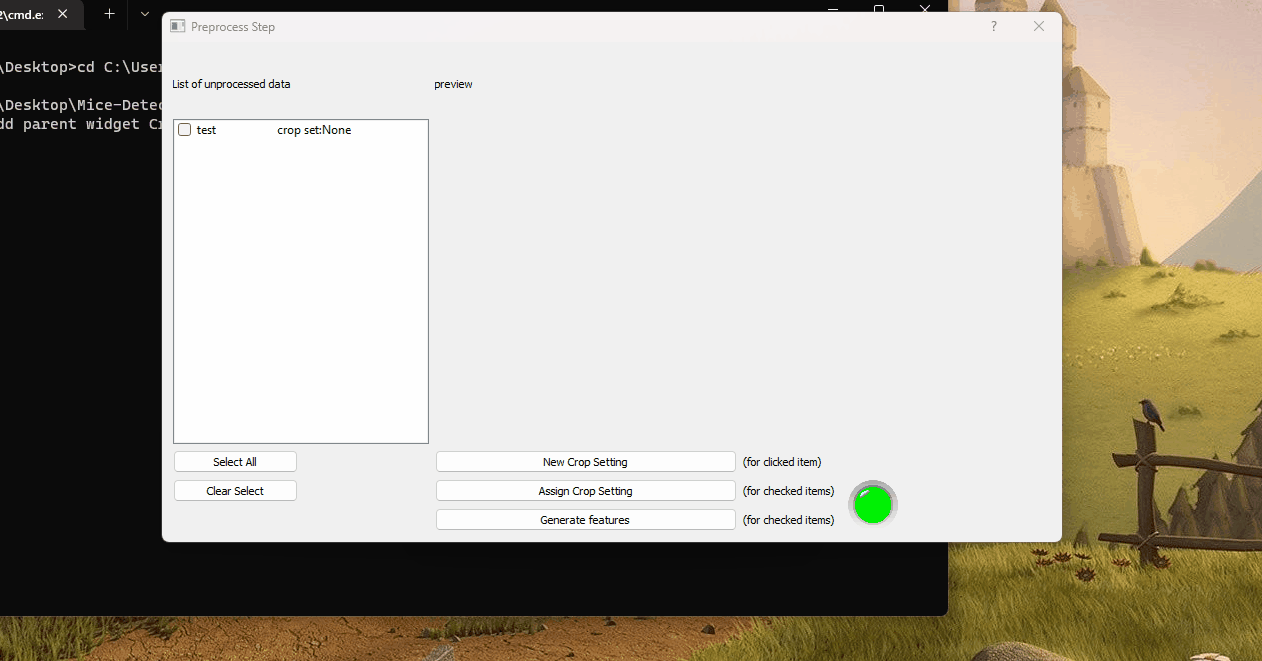 2\cmd.e:
Preprocess Step
?
\Desktop>cd C:\User
List of unprocessed data
preview
\Desktop\Mice-Detec
dd parent widget Cr
test
crop set:None
Select All
New Crop Setting
(for clicked item)
Clear Select
Assign Crop Setting
(for checked items)
Generate features
(for checked items)